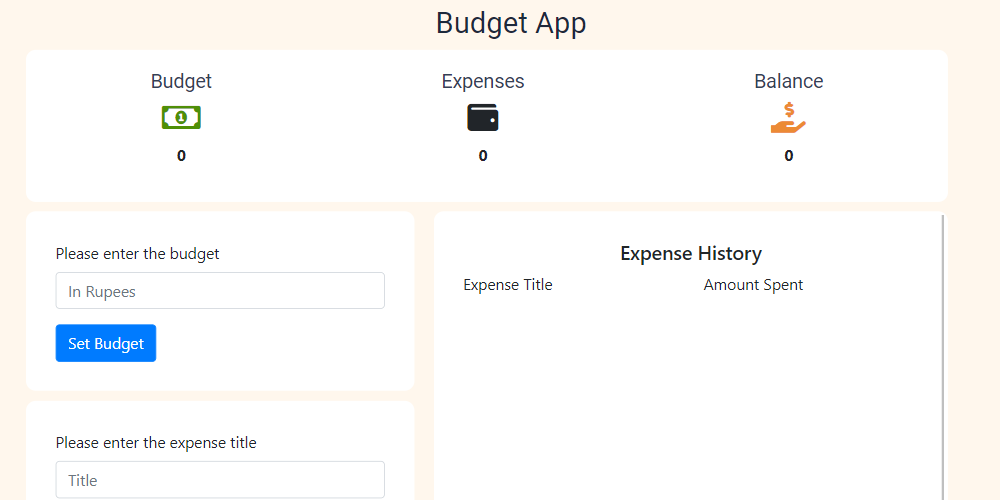 Budget App
Budget Expenses Balance
1 $
0 0 0
Please enter the budget
In Rupees
Set Budget
Please enter the expense title
Title
Expense History
Expense Title Amount Spent